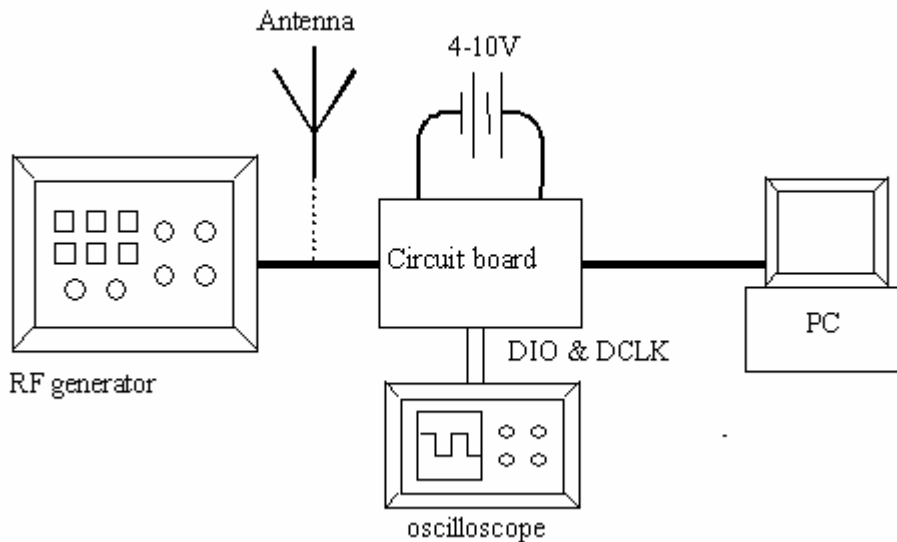 Antenna
4-10V
Circuit board
PC
DIO & DCLK
RF generator
oscilloscope